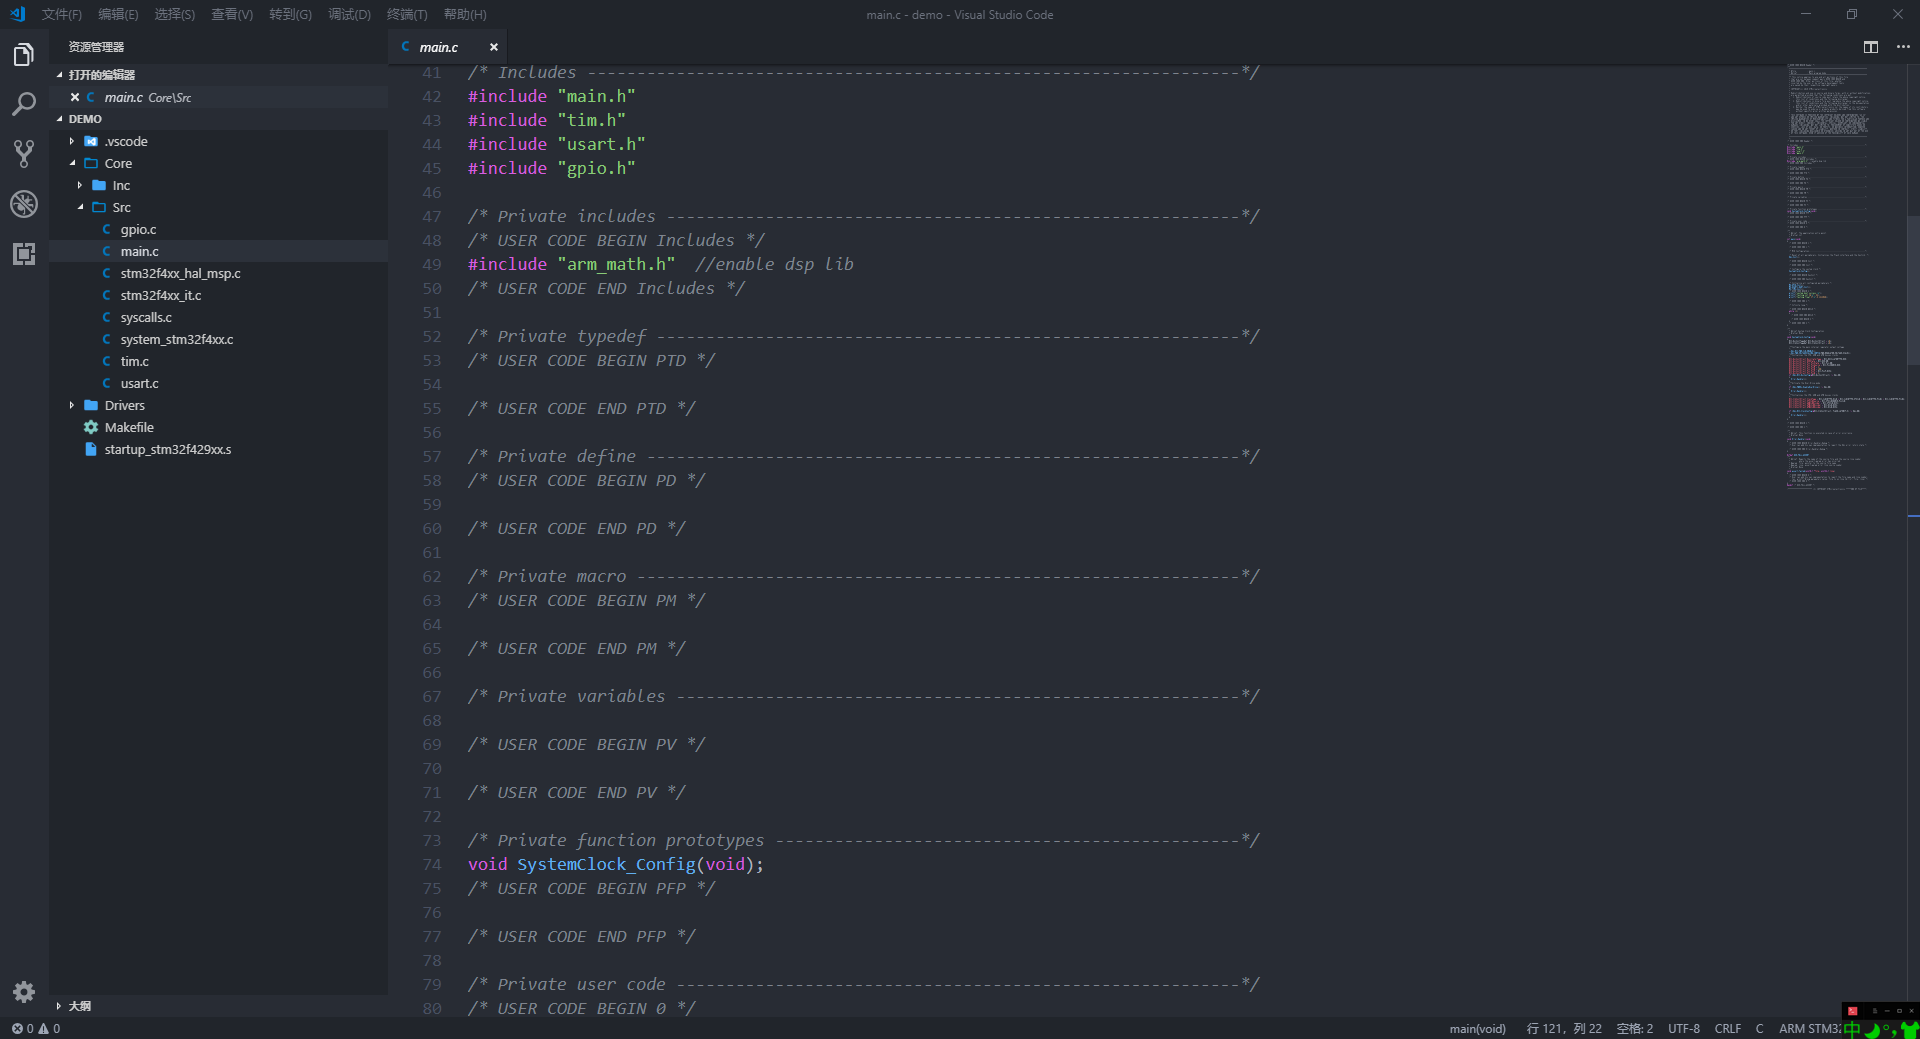 文件(F) 编辑(E) 选择(S) 查看(V) 转到(G) 调试(D) 终端(T) 帮助(H)
main.c - demo - Visual Studio Code
资源管理器
打开的编辑器
main.c Core\Src
DEMO
.vscode
Core
Inc
Src
gpio.c
main.c
stm32f4xx_hal_msp.c
stm32f4xx_it.c
syscalls.c
system_stm32f4xx.c
tim.c
usart.c
Drivers
Makefile
startup_stm32f429xx.s
大纲
main.c
41 /* Includes ------------------------------------------------------------------*/
42 #include "main.h"
43 #include "tim.h"
44 #include "usart.h"
45 #include "gpio.h"
46
47 /* Private includes ----------------------------------------------------------*/
48 /* USER CODE BEGIN Includes */
49 #include "arm_math.h"  //enable dsp lib
50 /* USER CODE END Includes */
51
52 /* Private typedef -----------------------------------------------------------*/
53 /* USER CODE BEGIN PTD */
54
55 /* USER CODE END PTD */
56
57 /* Private define ------------------------------------------------------------*/
58 /* USER CODE BEGIN PD */
59
60 /* USER CODE END PD */
61
62 /* Private macro -------------------------------------------------------------*/
63 /* USER CODE BEGIN PM */
64
65 /* USER CODE END PM */
66
67 /* Private variables ---------------------------------------------------------*/
68
69 /* USER CODE BEGIN PV */
70
71 /* USER CODE END PV */
72
73 /* Private function prototypes -----------------------------------------------*/
74 void SystemClock_Config(void);
75 /* USER CODE BEGIN PFP */
76
77 /* USER CODE END PFP */
78
79 /* Private user code ---------------------------------------------------------*/
80 /* USER CODE BEGIN 0 */
0 0
main(void) 行 121，列 22 空格: 2 UTF-8 CRLF C ARM STM32
中